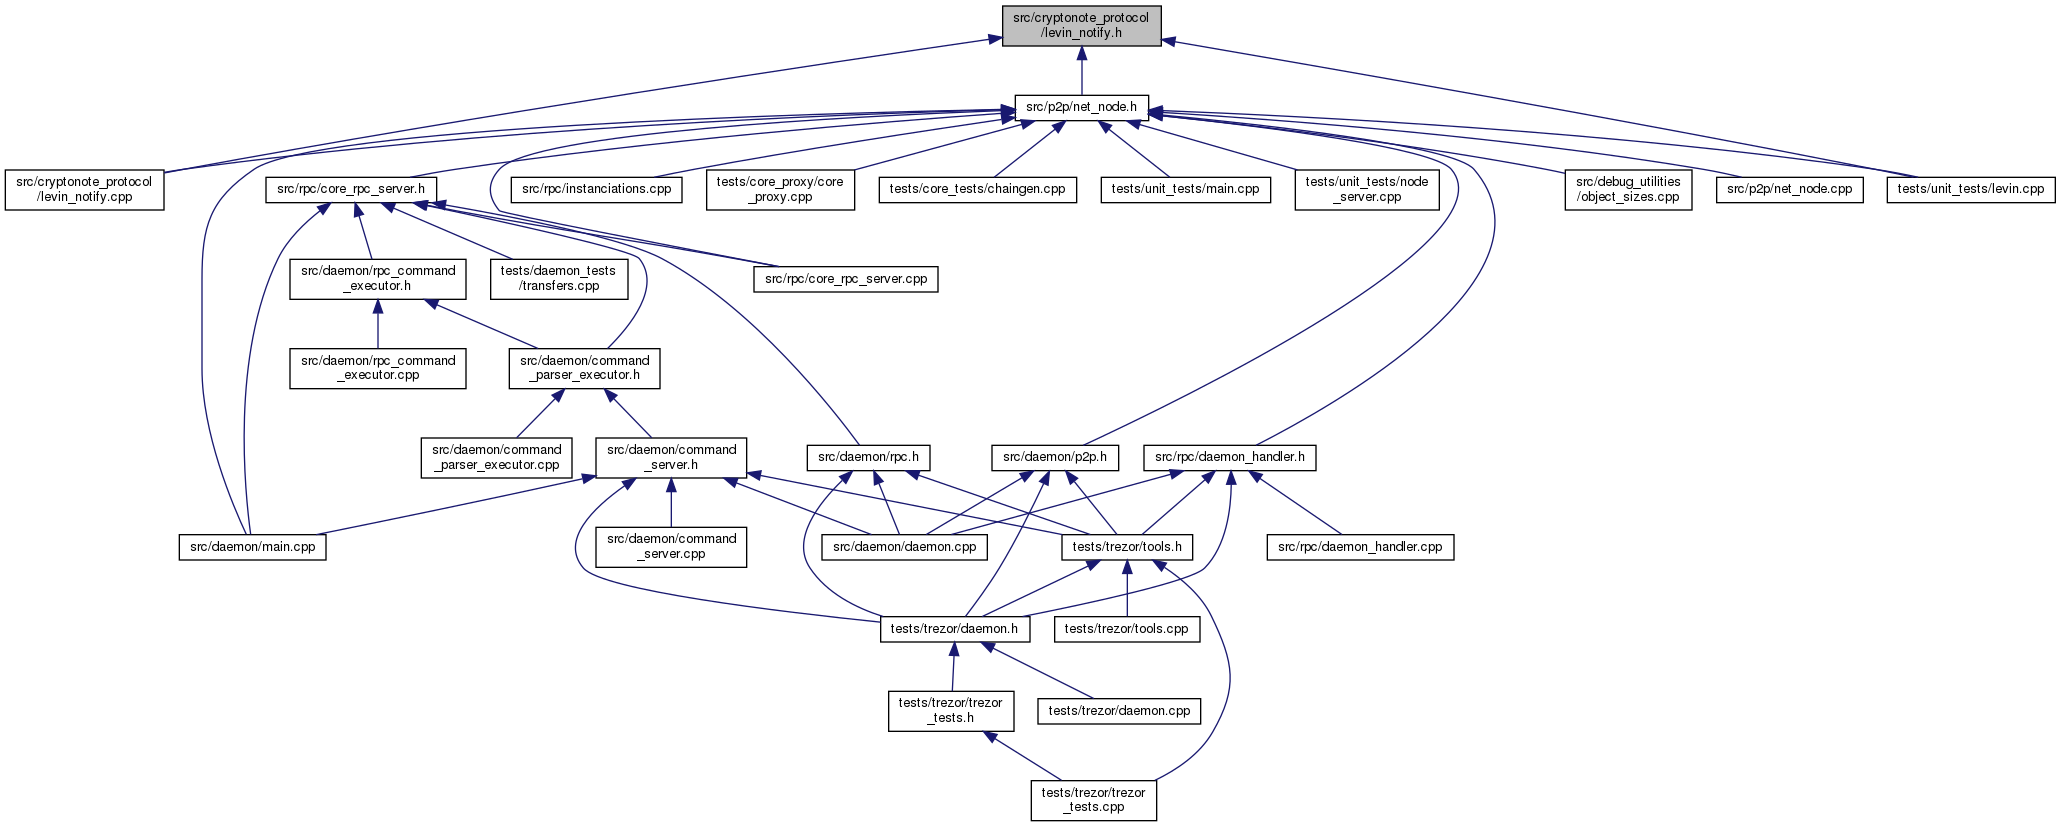 src/cryptonote_protocol
/levin_notify.h
src/p2p/net_node.h
src/cryptonote_protocol
/levin_notify.cpp
src/rpc/core_rpc_server.h
src/rpc/instanciations.cpp
tests/core_proxy/core
_proxy.cpp
tests/core_tests/chaingen.cpp
tests/unit_tests/main.cpp
tests/unit_tests/node
_server.cpp
src/debug_utilities
/object_sizes.cpp
src/p2p/net_node.cpp
tests/unit_tests/levin.cpp
src/daemon/rpc_command
_executor.h
tests/daemon_tests
/transfers.cpp
src/rpc/core_rpc_server.cpp
src/daemon/rpc_command
_executor.cpp
src/daemon/command
_parser_executor.h
src/daemon/command
_parser_executor.cpp
src/daemon/command
_server.h
src/daemon/rpc.h
src/daemon/p2p.h
src/rpc/daemon_handler.h
src/daemon/main.cpp
src/daemon/command
_server.cpp
src/daemon/daemon.cpp
tests/trezor/tools.h
src/rpc/daemon_handler.cpp
tests/trezor/daemon.h
tests/trezor/tools.cpp
tests/trezor/trezor
_tests.h
tests/trezor/daemon.cpp
tests/trezor/trezor
_tests.cpp